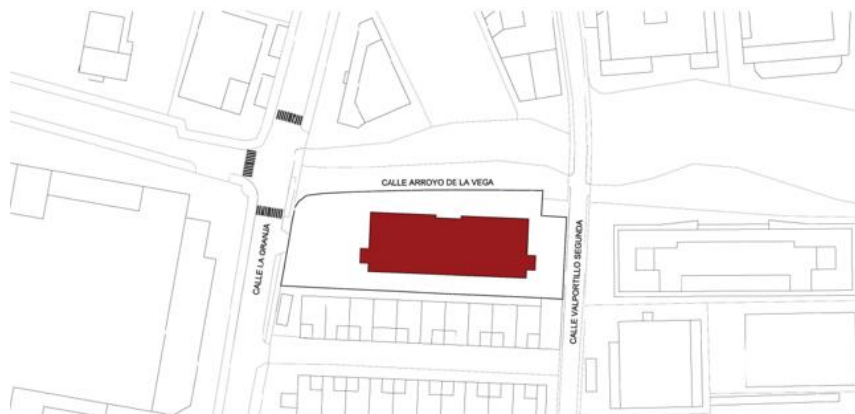 CALLE ARROYO DE LA VEGA
CALLE LA GRANJA
CALLE VALPORTILLO SEGUNDA